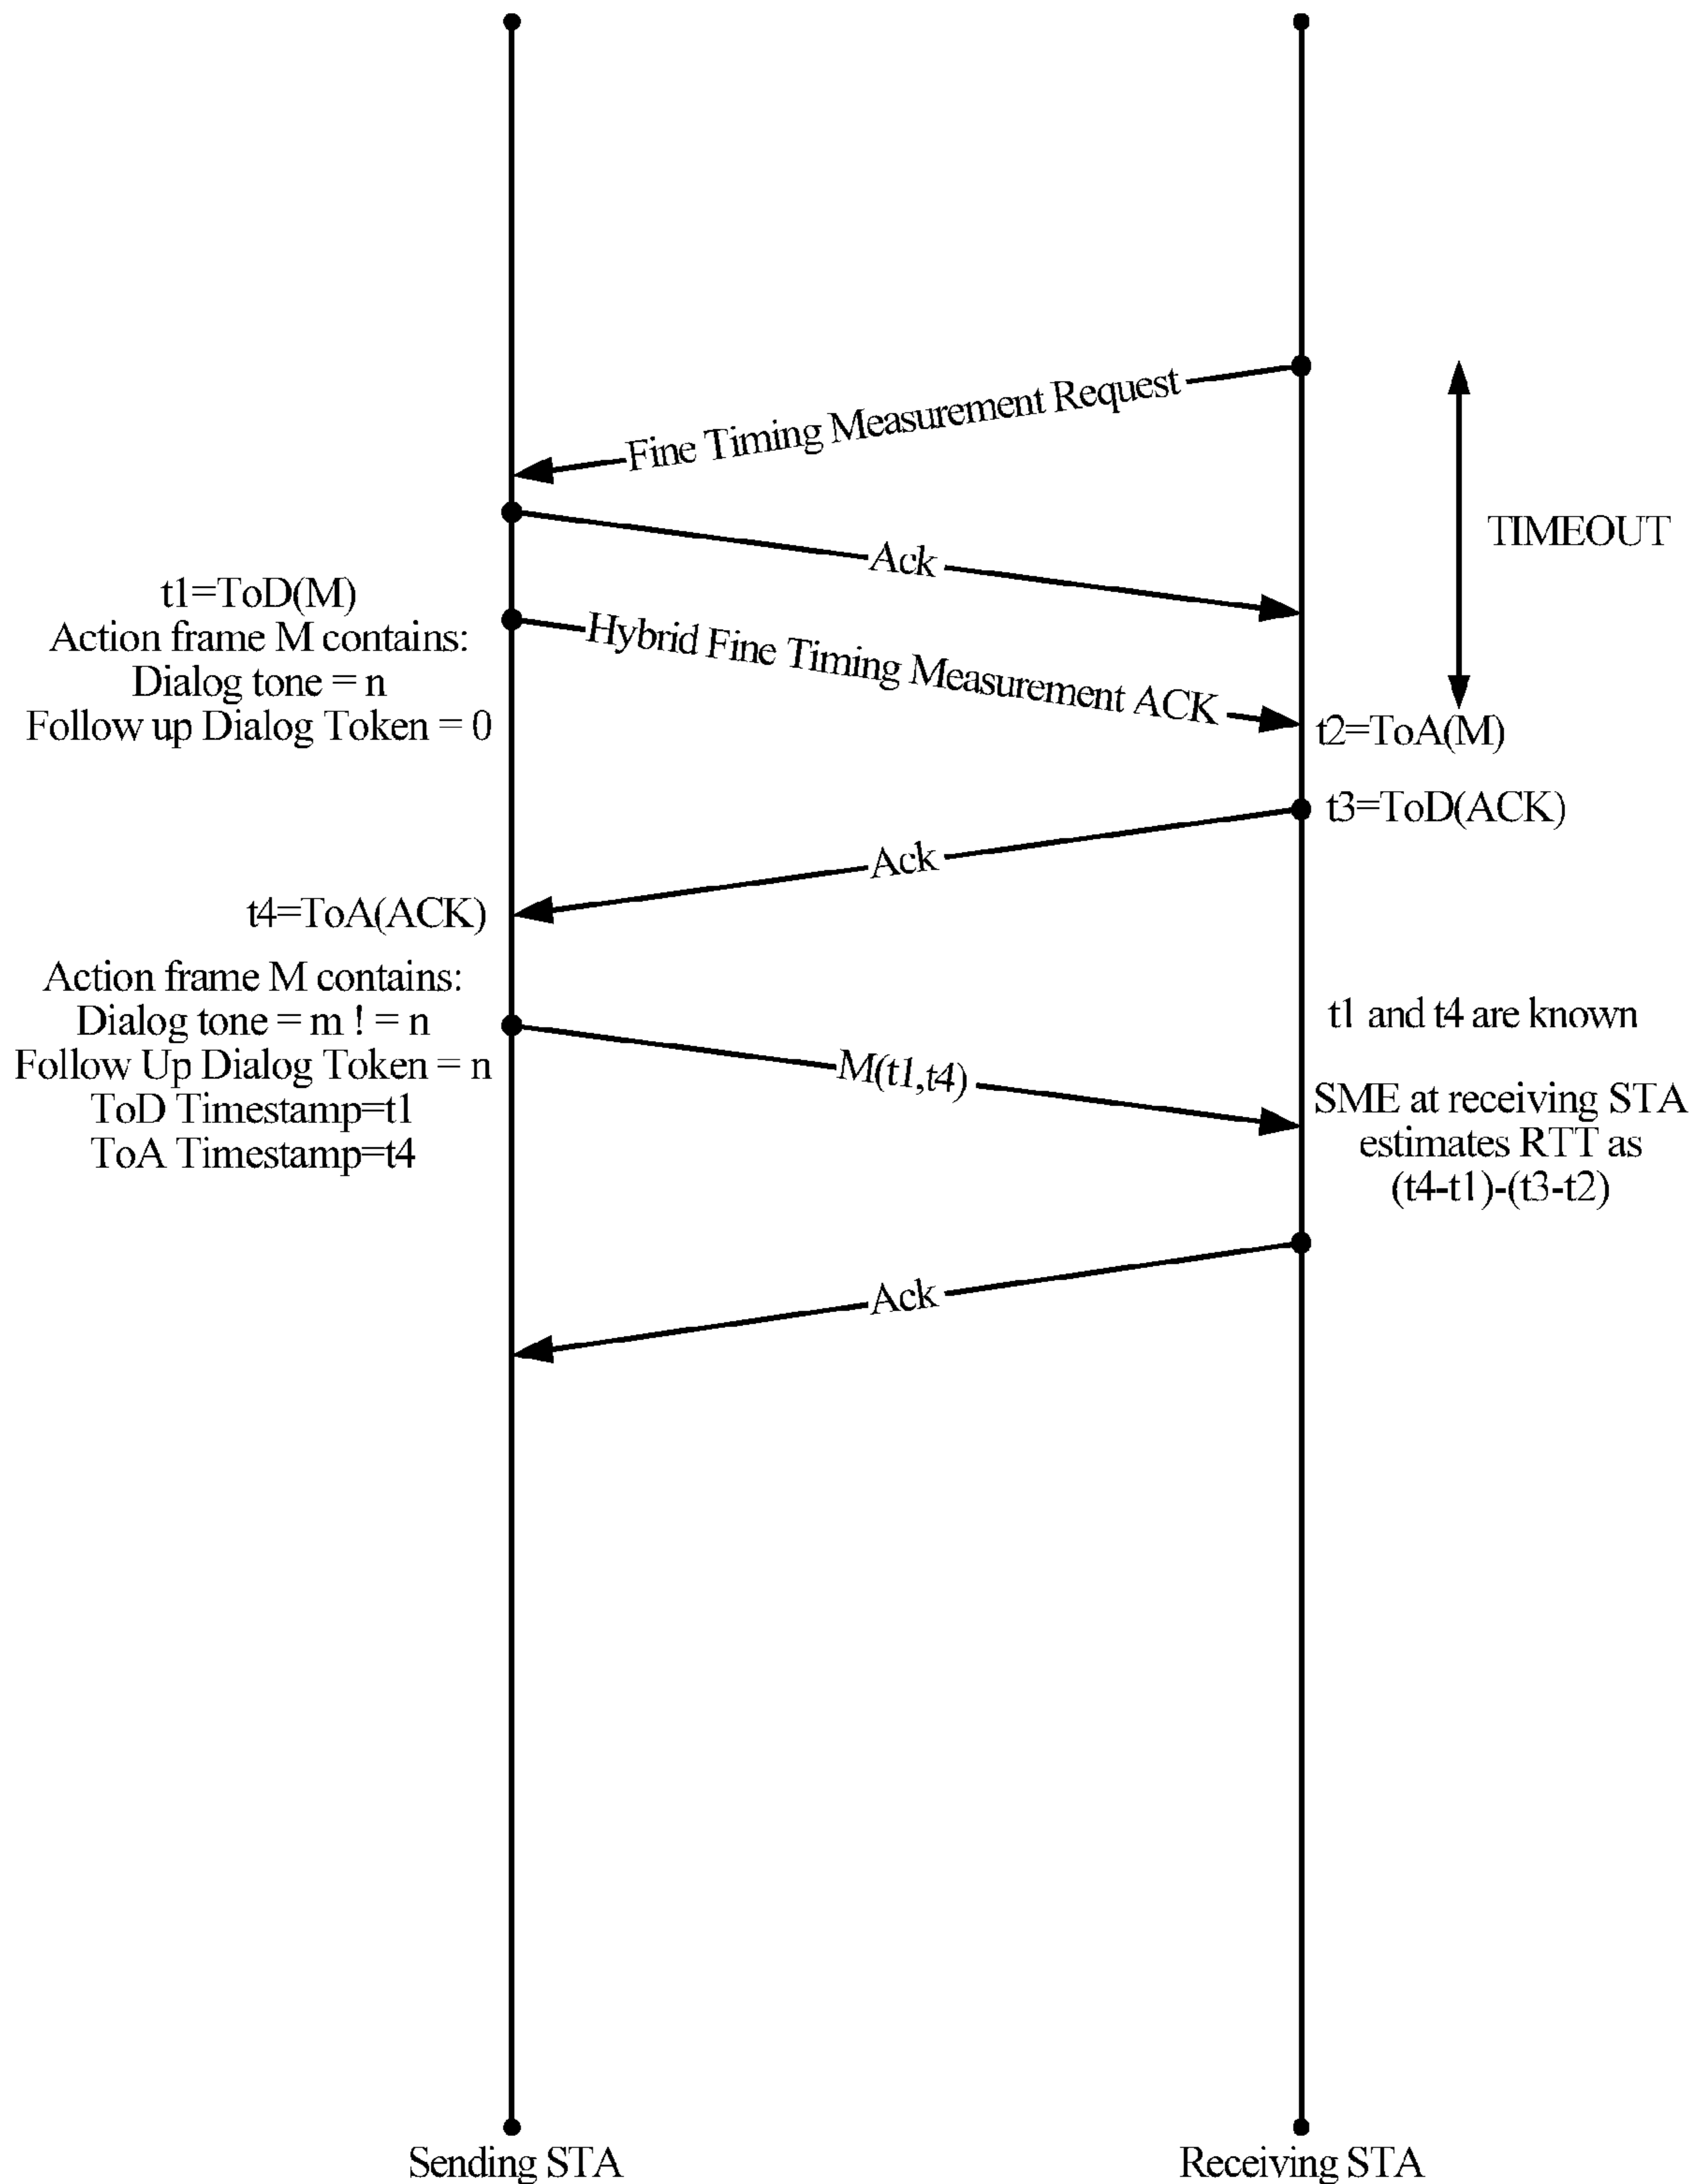 Fine Timing Measurement Request
TIMEOUT
Ack
t1=ToD(M)
Action frame M contains:
Dialog tone = n
Follow up Dialog Token = 0
Hybrid Fine Timing Measurement ACK
t2=ToA(M)
t3=ToD(ACK)
Ack
t4=ToA(ACK)
Action frame M contains:
Dialog tone = m ! = n
Follow Up Dialog Token = n
ToD Timestamp=t1
ToA Timestamp=t4
M(t1,t4)
t1 and t4 are known
SME at receiving STA
estimates RTT as
(t4-t1)-(t3-t2)
Ack
Sending STA
Receiving STA